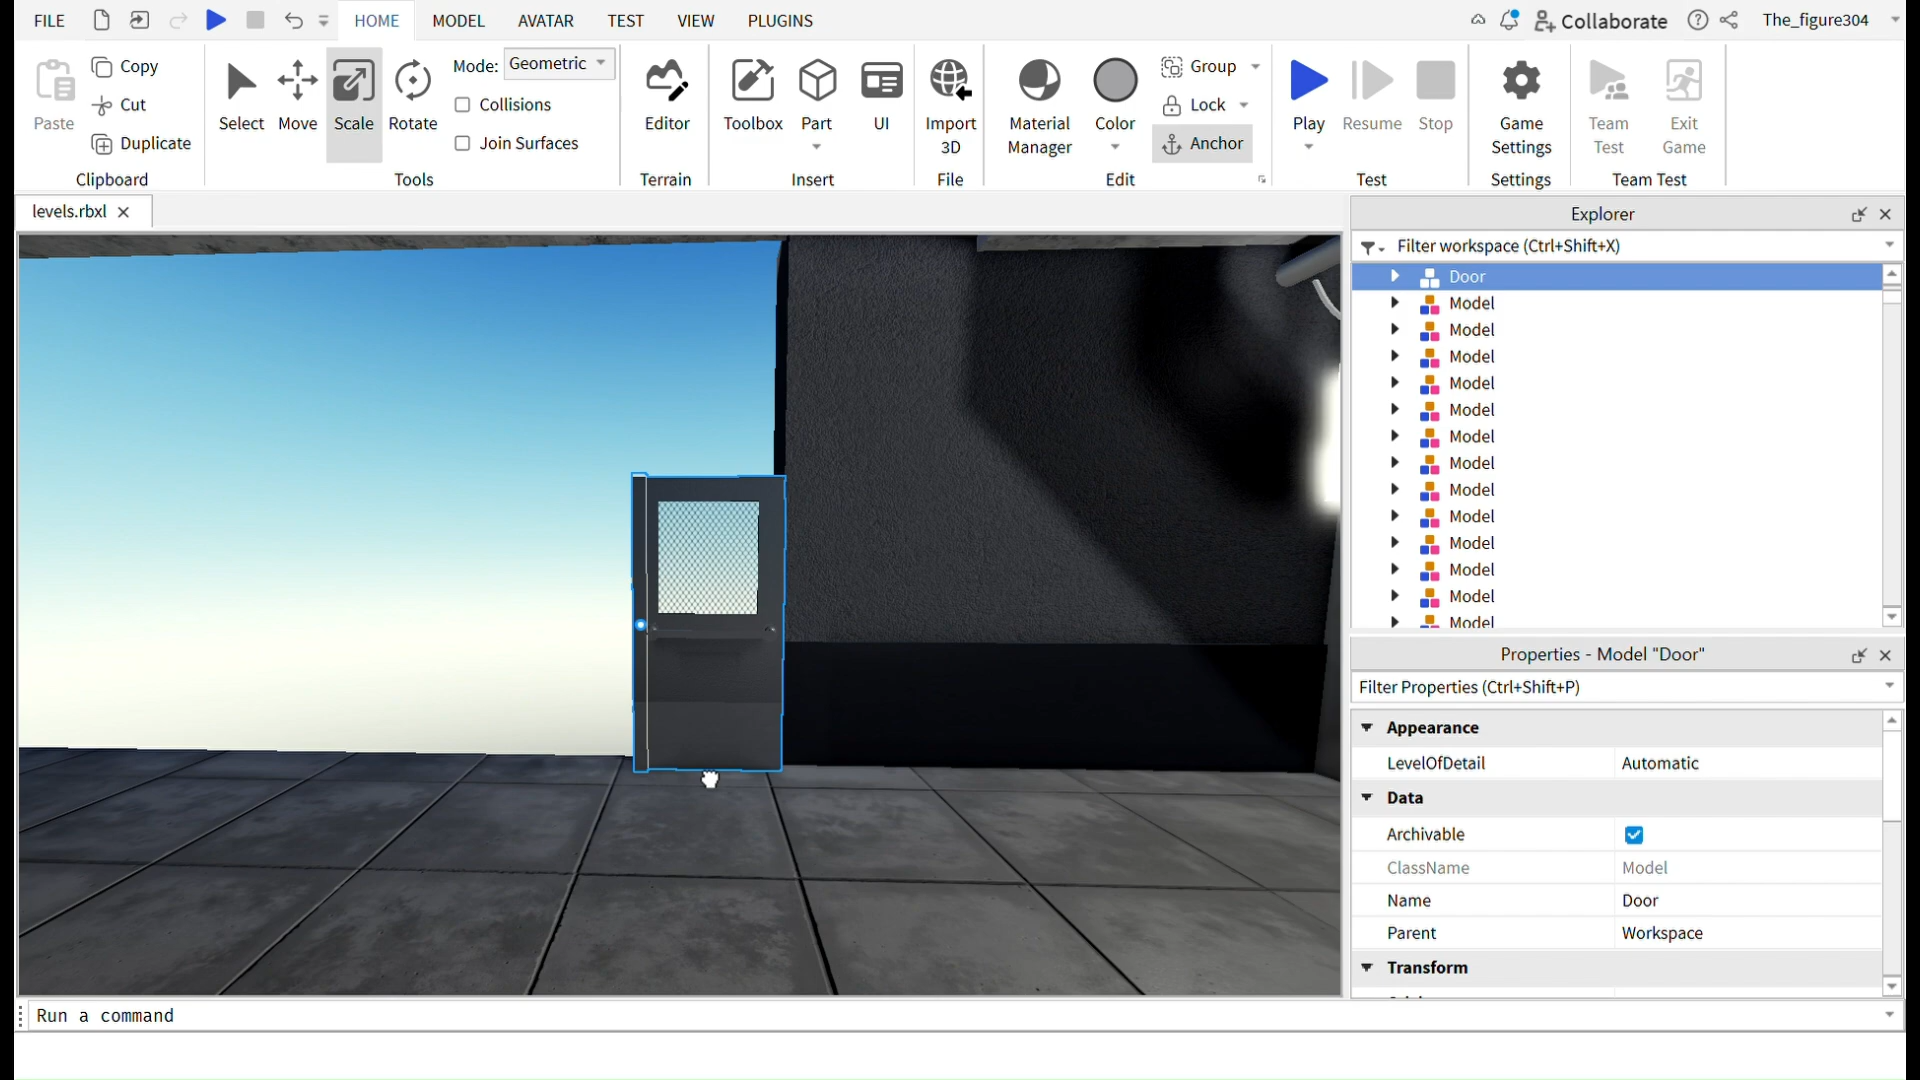 FILE HOME MODEL AVATAR TEST VIEW PLUGINS Collaborate The_figure304
Paste Copy Cut Duplicate Clipboard
Select Move Scale Rotate Mode: Geometric Collisions Join Surfaces Tools
Editor Terrain
Toolbox Part UI Insert
Import 3D File
Material Manager Color Group Lock Anchor Edit
Play Resume Stop Test
Game Settings Settings
Team Test Exit Game Team Test
levels.rbxl
Explorer
Filter workspace (Ctrl+Shift+X)
Door
Model
Model
Model
Model
Model
Model
Model
Model
Model
Model
Model
Model
Model
Properties - Model "Door"
Filter Properties (Ctrl+Shift+P)
Appearance
LevelOfDetail Automatic
Data
Archivable
ClassName Model
Name Door
Parent Workspace
Transform
Run a command